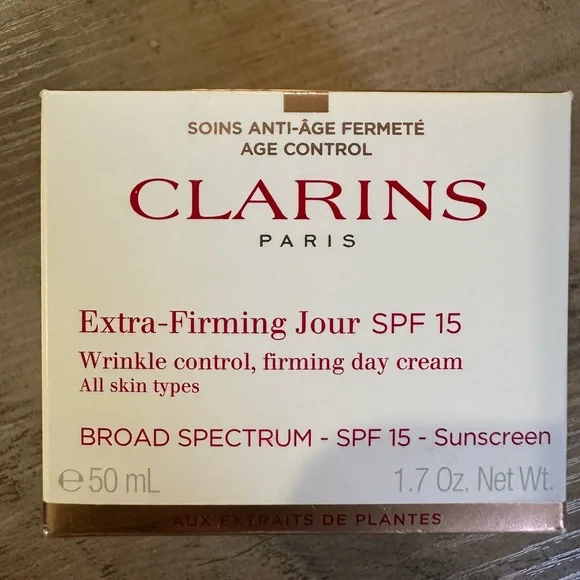 SOINS ANTI-ÂGE FERMETÉ
AGE CONTROL
CLARINS
PARIS
Extra-Firming Jour SPF 15
Wrinkle control, firming day cream
All skin types
BROAD SPECTRUM - SPF 15 - Sunscreen
℮ 50 mL 1.7 Oz. Net Wt.
AUX EXTRAITS DE PLANTES